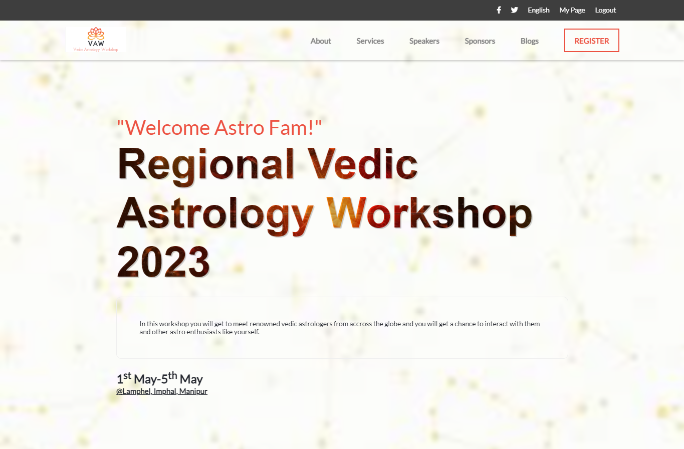 English My Page Logout
VAW
About Services Speakers Sponsors Blogs REGISTER
"Welcome Astro Fam!"
Regional Vedic
Astrology Workshop
2023
In this workshop you will get to meet renowned vedic astrologers from accross the globe and you will get a chance to interact with them
and other astro enthusiasts like yourself.
1st May-5th May
@Lamphel, Imphal, Manipur